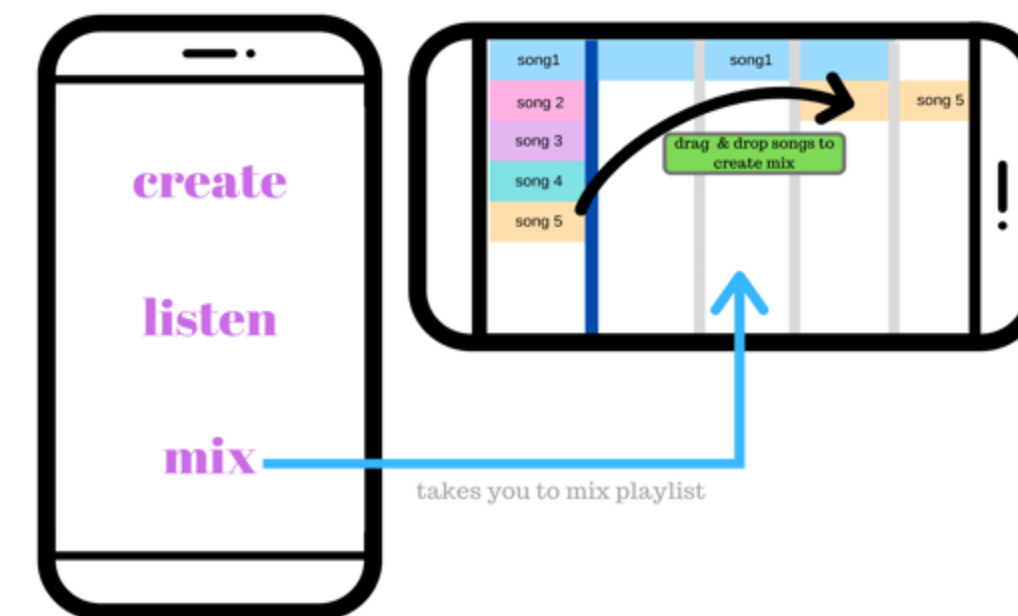 create
listen
mix
takes you to mix playlist
song1
song1
song 2
song 5
song 3
song 4
song 5
drag & drop songs to
create mix